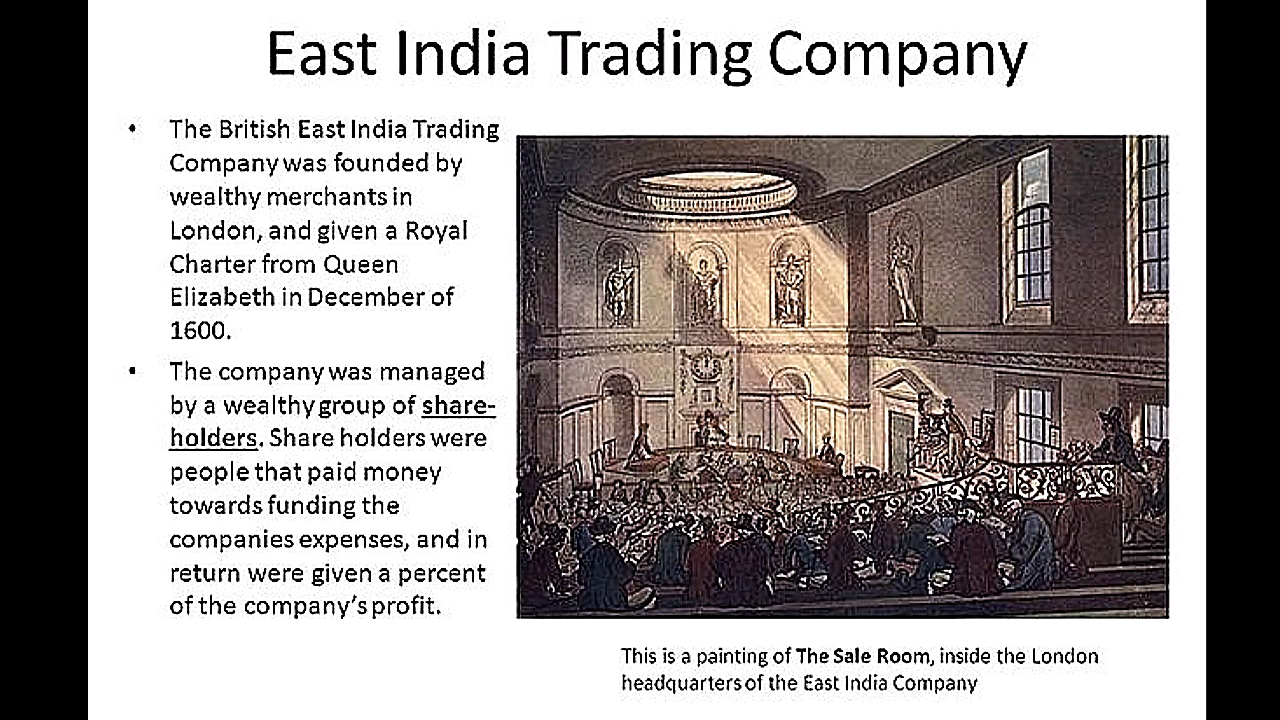 East India Trading Company
• The British East India Trading
Company was founded by
wealthy merchants in
London, and given a Royal
Charter from Queen
Elizabeth in December of
1600.
• The company was managed
by a wealthy group of share-
holders. Share holders were
people that paid money
towards funding the
companies expenses, and in
return were given a percent
of the company's profit.
This is a painting of The Sale Room, inside the London
headquarters of the East India Company